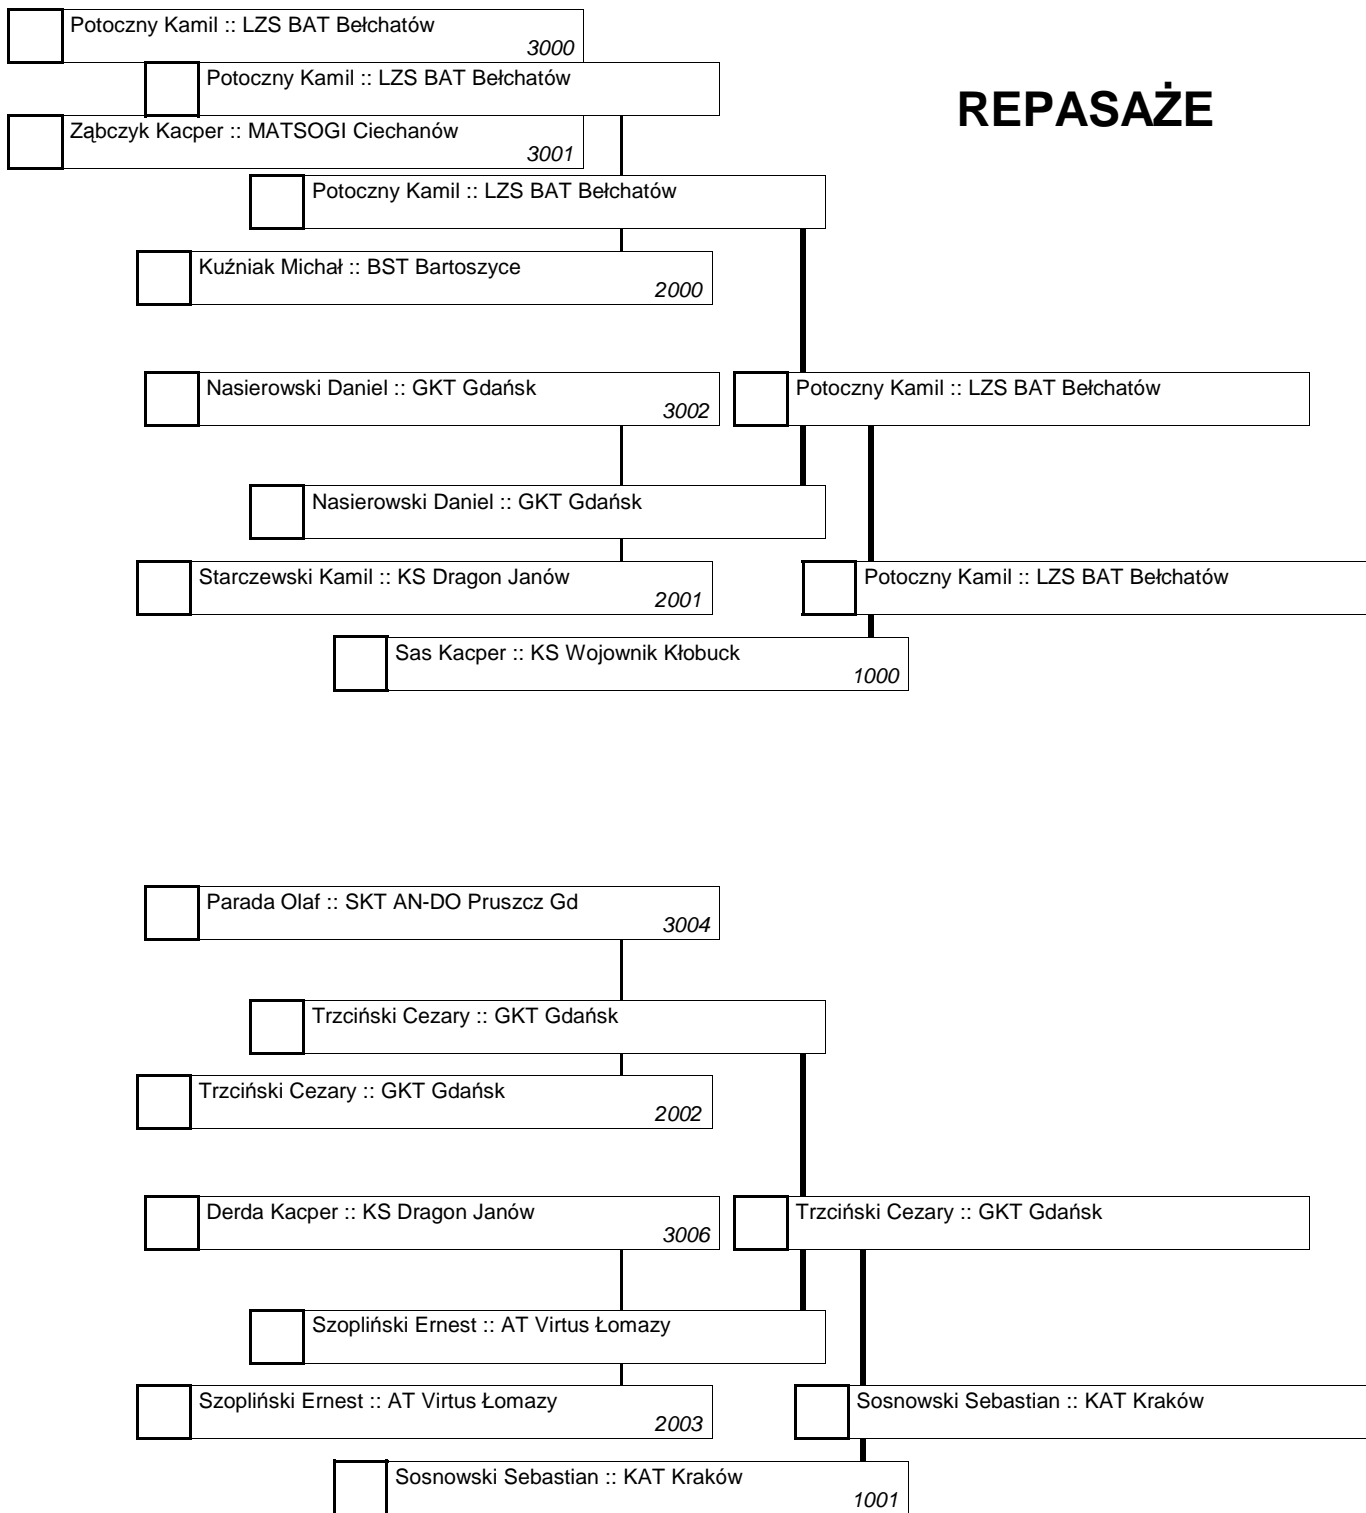 Potoczny Kamil :: LZS BAT Bełchatów
3000
Potoczny Kamil :: LZS BAT Bełchatów
REPASAŻE
Ząbczyk Kacper :: MATSOGI Ciechanów
3001
Potoczny Kamil :: LZS BAT Bełchatów
Kuźniak Michał :: BST Bartoszyce
2000
Nasierowski Daniel :: GKT Gdańsk
3002
Potoczny Kamil :: LZS BAT Bełchatów
Nasierowski Daniel :: GKT Gdańsk
Starczewski Kamil :: KS Dragon Janów
2001
Potoczny Kamil :: LZS BAT Bełchatów
Sas Kacper :: KS Wojownik Kłobuck
1000
Parada Olaf :: SKT AN-DO Pruszcz Gd
3004
Trzciński Cezary :: GKT Gdańsk
Trzciński Cezary :: GKT Gdańsk
2002
Derda Kacper :: KS Dragon Janów
3006
Trzciński Cezary :: GKT Gdańsk
Szopliński Ernest :: AT Virtus Łomazy
Szopliński Ernest :: AT Virtus Łomazy
2003
Sosnowski Sebastian :: KAT Kraków
Sosnowski Sebastian :: KAT Kraków
1001